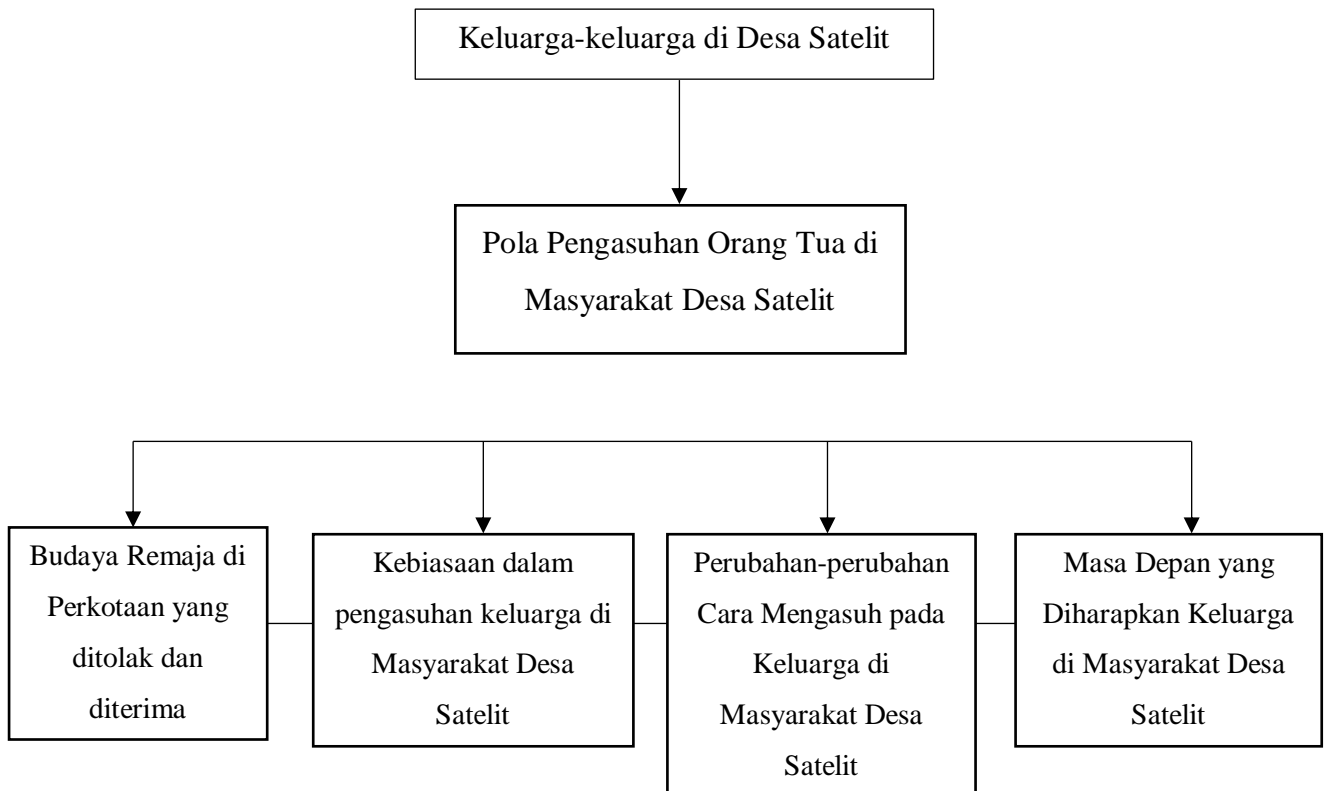 Keluarga-keluarga di Desa Satelit
Pola Pengasuhan Orang Tua di
Masyarakat Desa Satelit
Budaya Remaja di
Perkotaan yang
ditolak dan
diterima
Kebiasaan dalam
pengasuhan keluarga di
Masyarakat Desa
Satelit
Perubahan-perubahan
Cara Mengasuh pada
Keluarga di
Masyarakat Desa
Satelit
Masa Depan yang
Diharapkan Keluarga
di Masyarakat Desa
Satelit